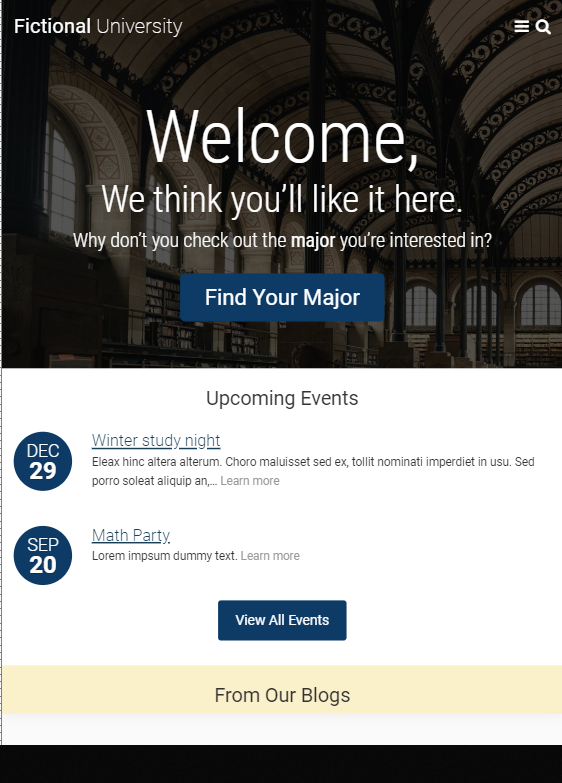 Fictional University
Welcome,
We think you’ll like it here.
Why don’t you check out the major you’re interested in?
Find Your Major
Upcoming Events
DEC
29
Winter study night
Eleax hinc altera alterum. Choro maluisset sed ex, tollit nominati imperdiet in usu. Sed
porro soleat aliquip an,... Learn more
SEP
20
Math Party
Lorem impsum dummy text. Learn more
View All Events
From Our Blogs